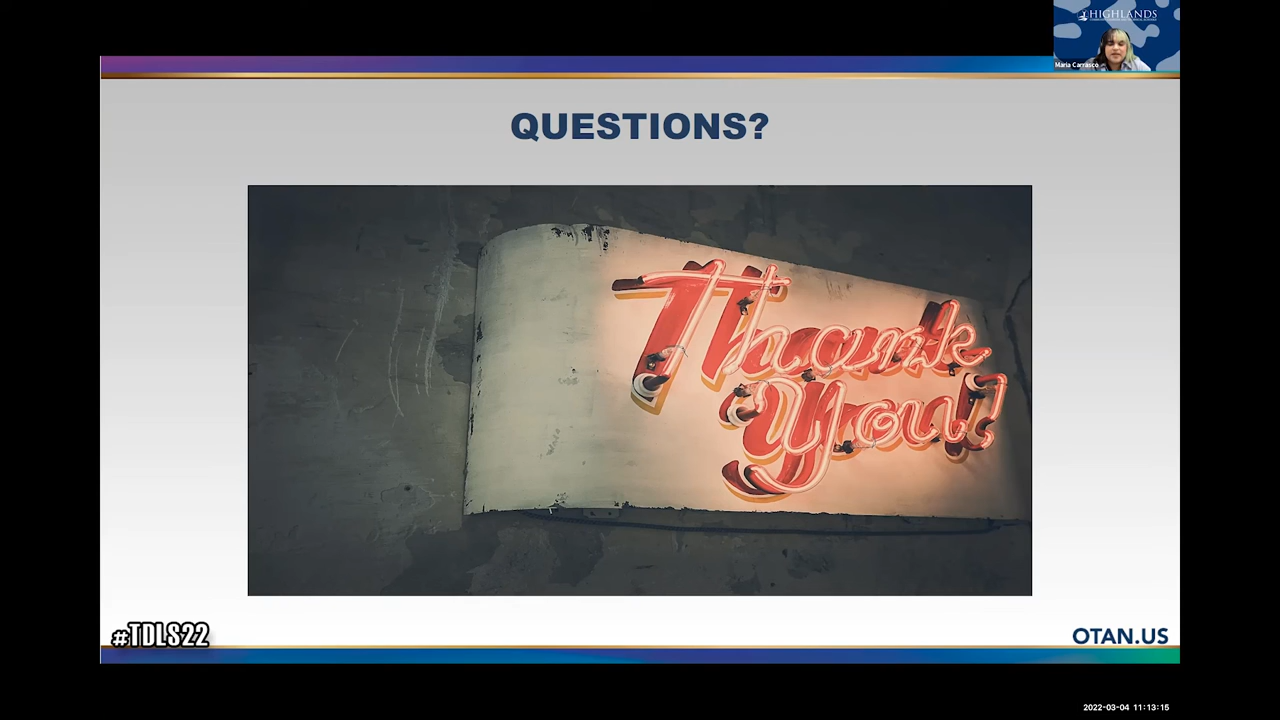 HIGHLANDS
Maria Carrasco
QUESTIONS?
Thank
you!
#TDLS22
OTAN.US
2022-03-04 11:13:15